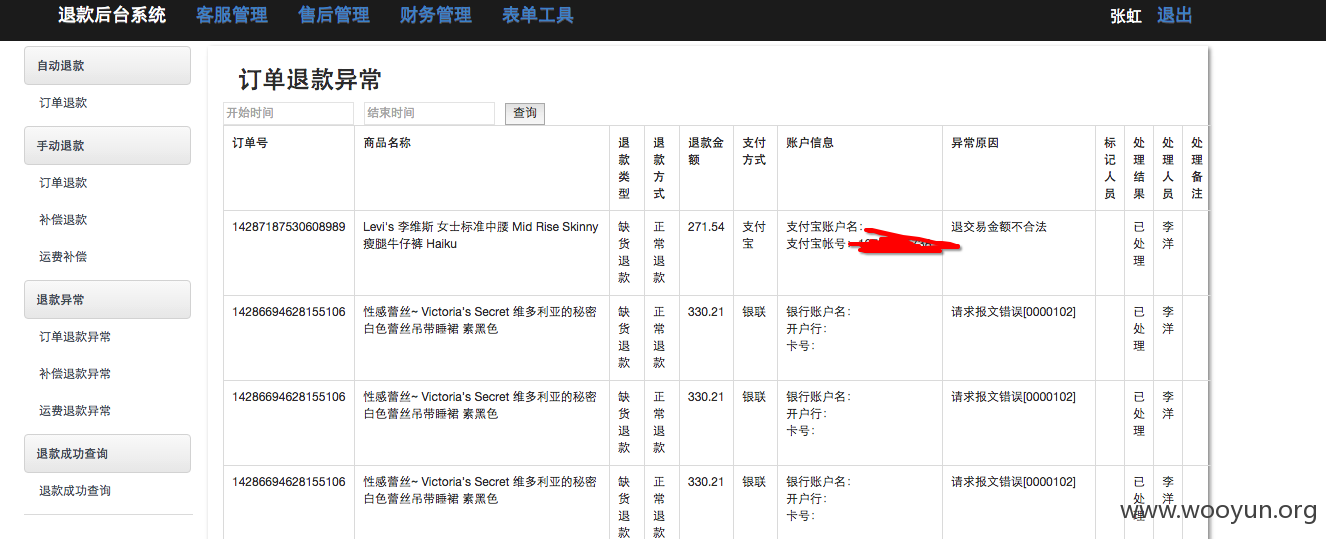 退款后台系统 客服管理 售后管理 财务管理 表单工具 张虹 退出
自动退款
订单退款
手动退款
订单退款
补偿退款
运费补偿
退款异常
订单退款异常
补偿退款异常
运费退款异常
退款成功查询
退款成功查询
订单退款异常
开始时间 结束时间 查询
订单号 商品名称 退款类型 退款方式 退款金额 支付方式 账户信息 异常原因 标记人员 处理结果 处理人员 处理备注
14287187530608989 Levi's 李维斯 女士标准中腰 Mid Rise Skinny 缺货退款 正常退款 271.54 支付宝 支付宝账户名: 退交易金额不合法 已处理 李洋
瘦腿牛仔裤 Haiku 支付宝帐号
14286694628155106 性感蕾丝~ Victoria's Secret 维多利亚的秘密 缺货退款 正常退款 330.21 银联 银行账户名: 请求报文错误[0000102] 已处理 李洋
白色蕾丝吊带睡裙 素黑色 开户行:
卡号:
14286694628155106 性感蕾丝~ Victoria's Secret 维多利亚的秘密 缺货退款 正常退款 330.21 银联 银行账户名: 请求报文错误[0000102] 已处理 李洋
白色蕾丝吊带睡裙 素黑色 开户行:
卡号:
14286694628155106 性感蕾丝~ Victoria's Secret 维多利亚的秘密 缺货退款 正常退款 330.21 银联 银行账户名: 请求报文错误[0000102] 已处理 李洋
白色蕾丝吊带睡裙 素黑色 开户行:
卡号:
www.wooyun.org